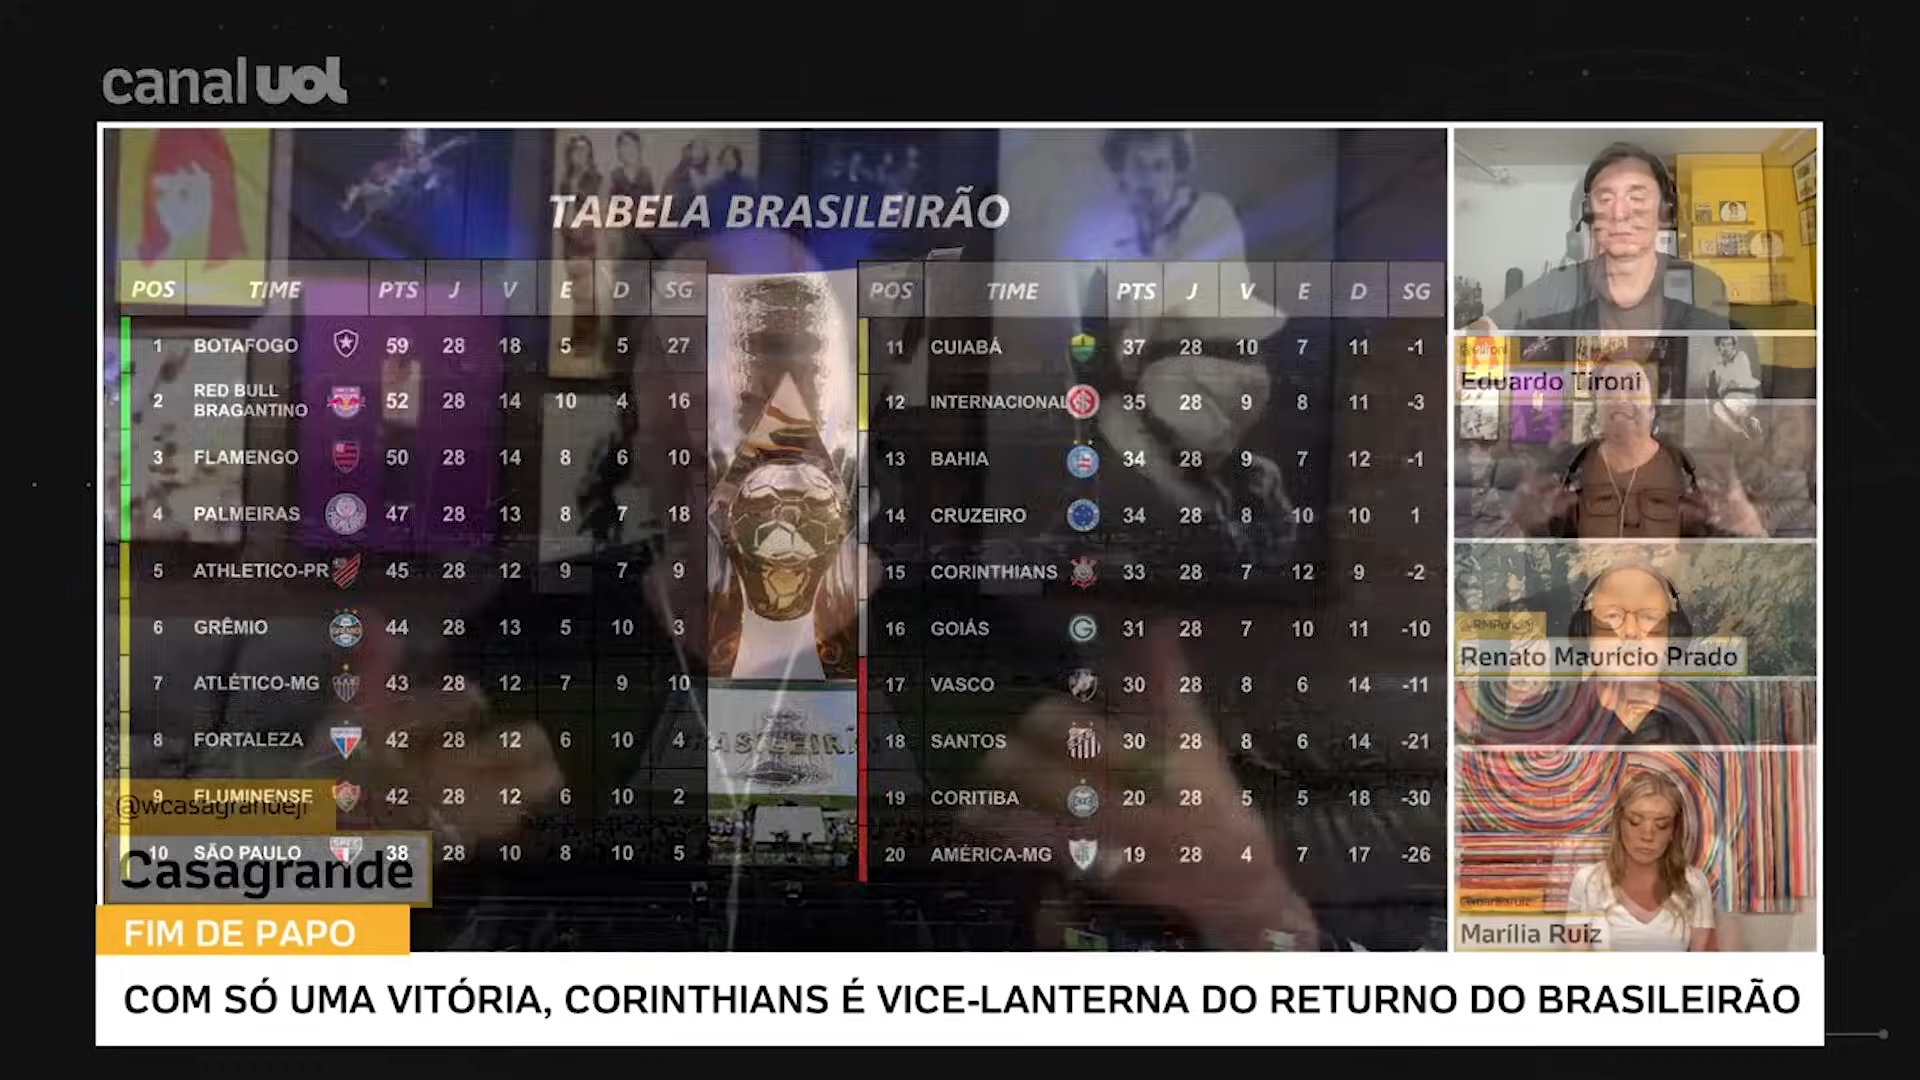 canal uol
TABELA BRASILEIRÃO
POS TIME PTS J V E D SG
1 BOTAFOGO 59 28 18 5 5 27
2 RED BULL BRAGANTINO 52 28 14 10 4 16
3 FLAMENGO 50 28 14 8 6 10
4 PALMEIRAS 47 28 13 8 7 18
5 ATHLETICO-PR 45 28 12 9 7 9
6 GRÊMIO 44 28 13 5 10 3
7 ATLÉTICO-MG 43 28 12 7 9 10
8 FORTALEZA 42 28 12 6 10 4
9 FLUMINENSE 42 28 12 6 10 2
10 SÃO PAULO 38 28 10 8 10 5
POS TIME PTS J V E D SG
11 CUIABÁ 37 28 10 7 11 -1
12 INTERNACIONAL 35 28 9 8 11 -3
13 BAHIA 34 28 9 7 12 -1
14 CRUZEIRO 34 28 8 10 10 1
15 CORINTHIANS 33 28 7 12 9 -2
16 GOIÁS 31 28 7 10 11 -10
17 VASCO 30 28 8 6 14 -11
18 SANTOS 30 28 8 6 14 -21
19 CORITIBA 20 28 5 5 18 -30
20 AMÉRICA-MG 19 28 4 7 17 -26
@wcasagrandejr
Casagrande
Eduardo Tironi
Renato Maurício Prado
Marília Ruiz
FIM DE PAPO
COM SÓ UMA VITÓRIA, CORINTHIANS É VICE-LANTERNA DO RETURNO DO BRASILEIRÃO